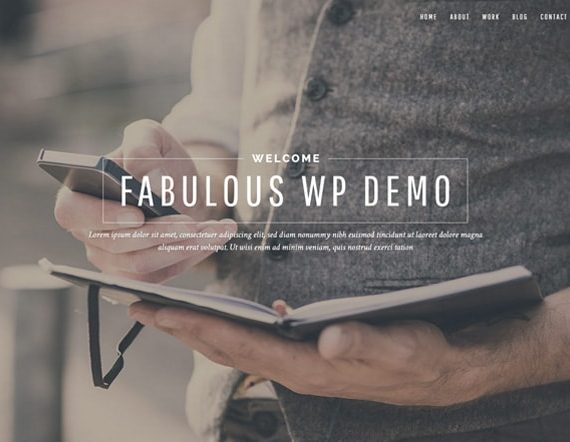 HOME ABOUT WORK BLOG CONTACT
WELCOME
FABULOUS WP DEMO
Lorem ipsum dolor sit amet, consectetuer adipiscing elit, sed diam nonummy nibh euismod tincidunt ut laoreet dolore magna
aliquam erat volutpat. Ut wisi enim ad minim veniam, quis nostrud exerci tation